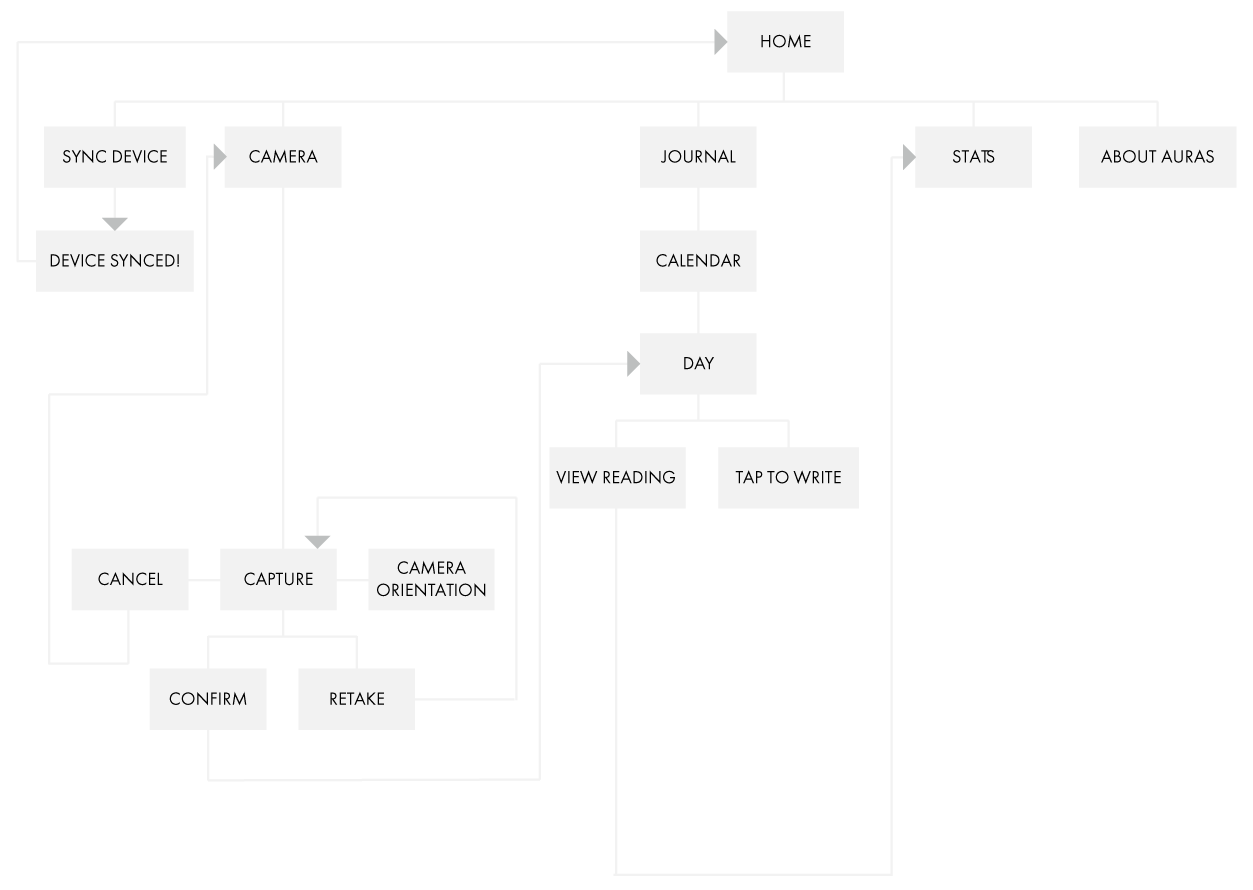 HOME
SYNC DEVICE
CAMERA
JOURNAL
STATS
ABOUT AURAS
DEVICE SYNCED!
CALENDAR
DAY
VIEW READING
TAP TO WRITE
CANCEL
CAPTURE
CAMERA
ORIENTATION
CONFIRM
RETAKE